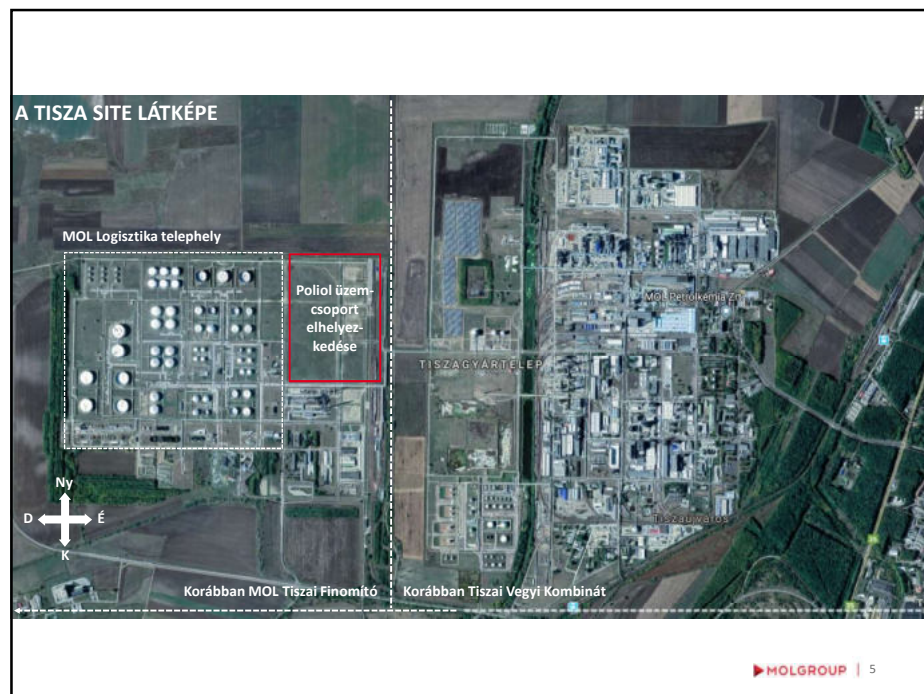 A TISZA SITE LÁTKÉPE
MOL Logisztika telephely
Poliol üzem-
csoport
elhelyez-
kedése
MOL Petrolkémia Zrt.
TISZAGYÁRTELEP
Tiszaújváros
Ny
D
É
K
Korábban MOL Tiszai Finomító
Korábban Tiszai Vegyi Kombinát
MOLGROUP | 5